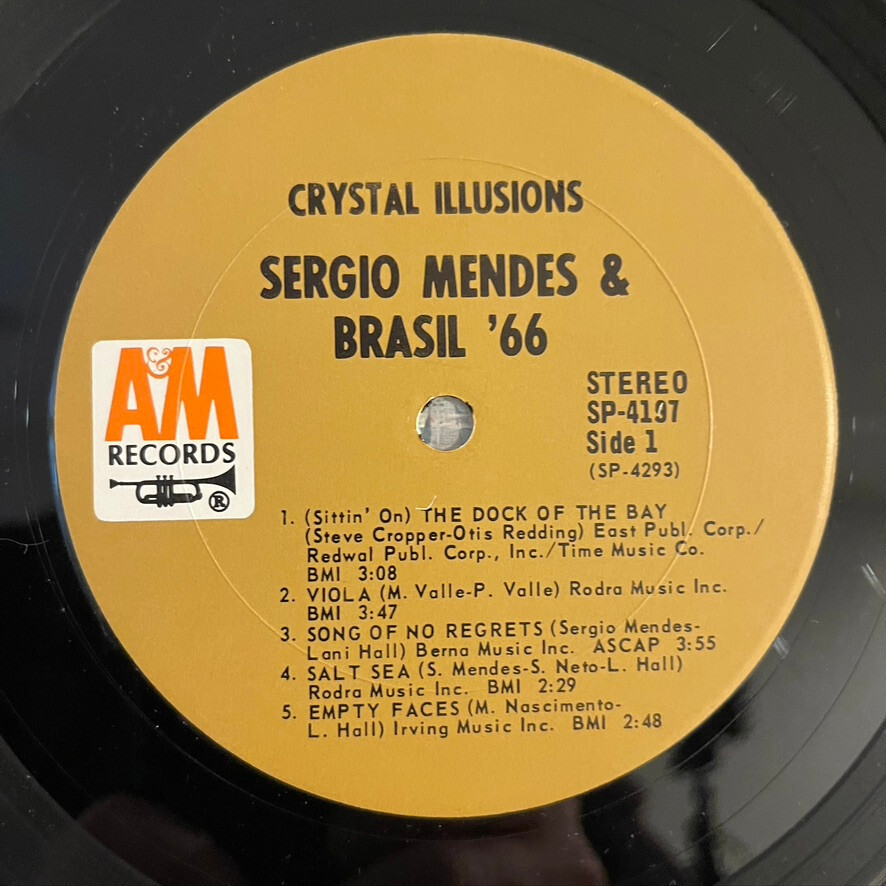 CRYSTAL ILLUSIONS
SERGIO MENDES &
BRASIL '66
A&M
RECORDS
®
STEREO
SP-4197
Side 1
(SP-4293)
1. (Sittin' On) THE DOCK OF THE BAY
(Steve Cropper-Otis Redding) East Publ. Corp./
Redwal Publ. Corp., Inc./Time Music Co.
BMI 3:08
2. VIOLA (M. Valle-P. Valle) Rodra Music Inc.
BMI 3:47
3. SONG OF NO REGRETS (Sergio Mendes-
Lani Hall) Berna Music Inc. ASCAP 3:55
4. SALT SEA (S. Mendes-S. Neto-L. Hall)
Rodra Music Inc. BMI 2:29
5. EMPTY FACES (M. Nascimento-
L. Hall) Irving Music Inc. BMI 2:48